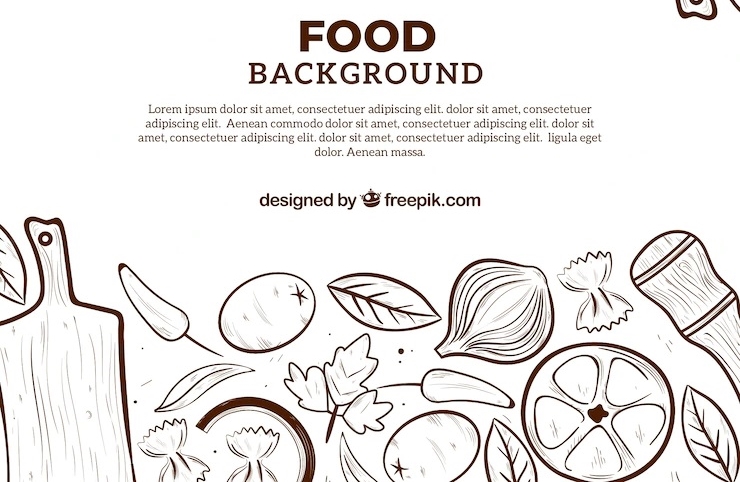 FOOD
BACKGROUND
Lorem ipsum dolor sit amet, consectetuer adipiscing elit. dolor sit amet, consectetuer
adipiscing elit.  Aenean commodo dolor sit amet, consectetuer adipiscing elit. dolor sit
amet, consectetuer adipiscing elit. dolor sit amet, consectetuer adipiscing elit.  ligula eget
dolor. Aenean massa.
designed by freepik.com